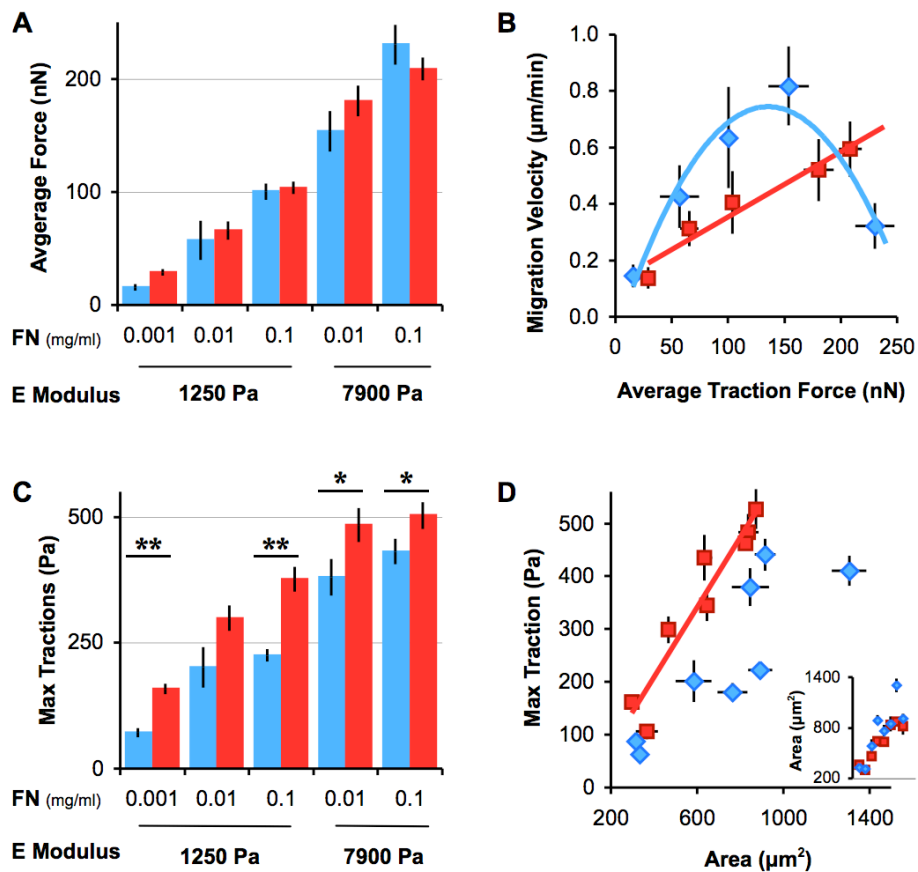 A
Avgerage Force (nN)
200
100
0
FN (mg/ml) 0.001 0.01 0.1 0.01 0.1
E Modulus 1250 Pa 7900 Pa
B
Migration Velocity (µm/min)
1.0
0.8
0.6
0.4
0.2
0.0
0 50 100 150 200 250
Average Traction Force (nN)
C
Max Tractions (Pa)
500
250
0
** ** * *
FN (mg/ml) 0.001 0.01 0.1 0.01 0.1
E Modulus 1250 Pa 7900 Pa
D
Max Traction (Pa)
500
400
300
200
100
0
200 600 1000 1400
Area (µm²)
Area (µm²)
1400
800
200